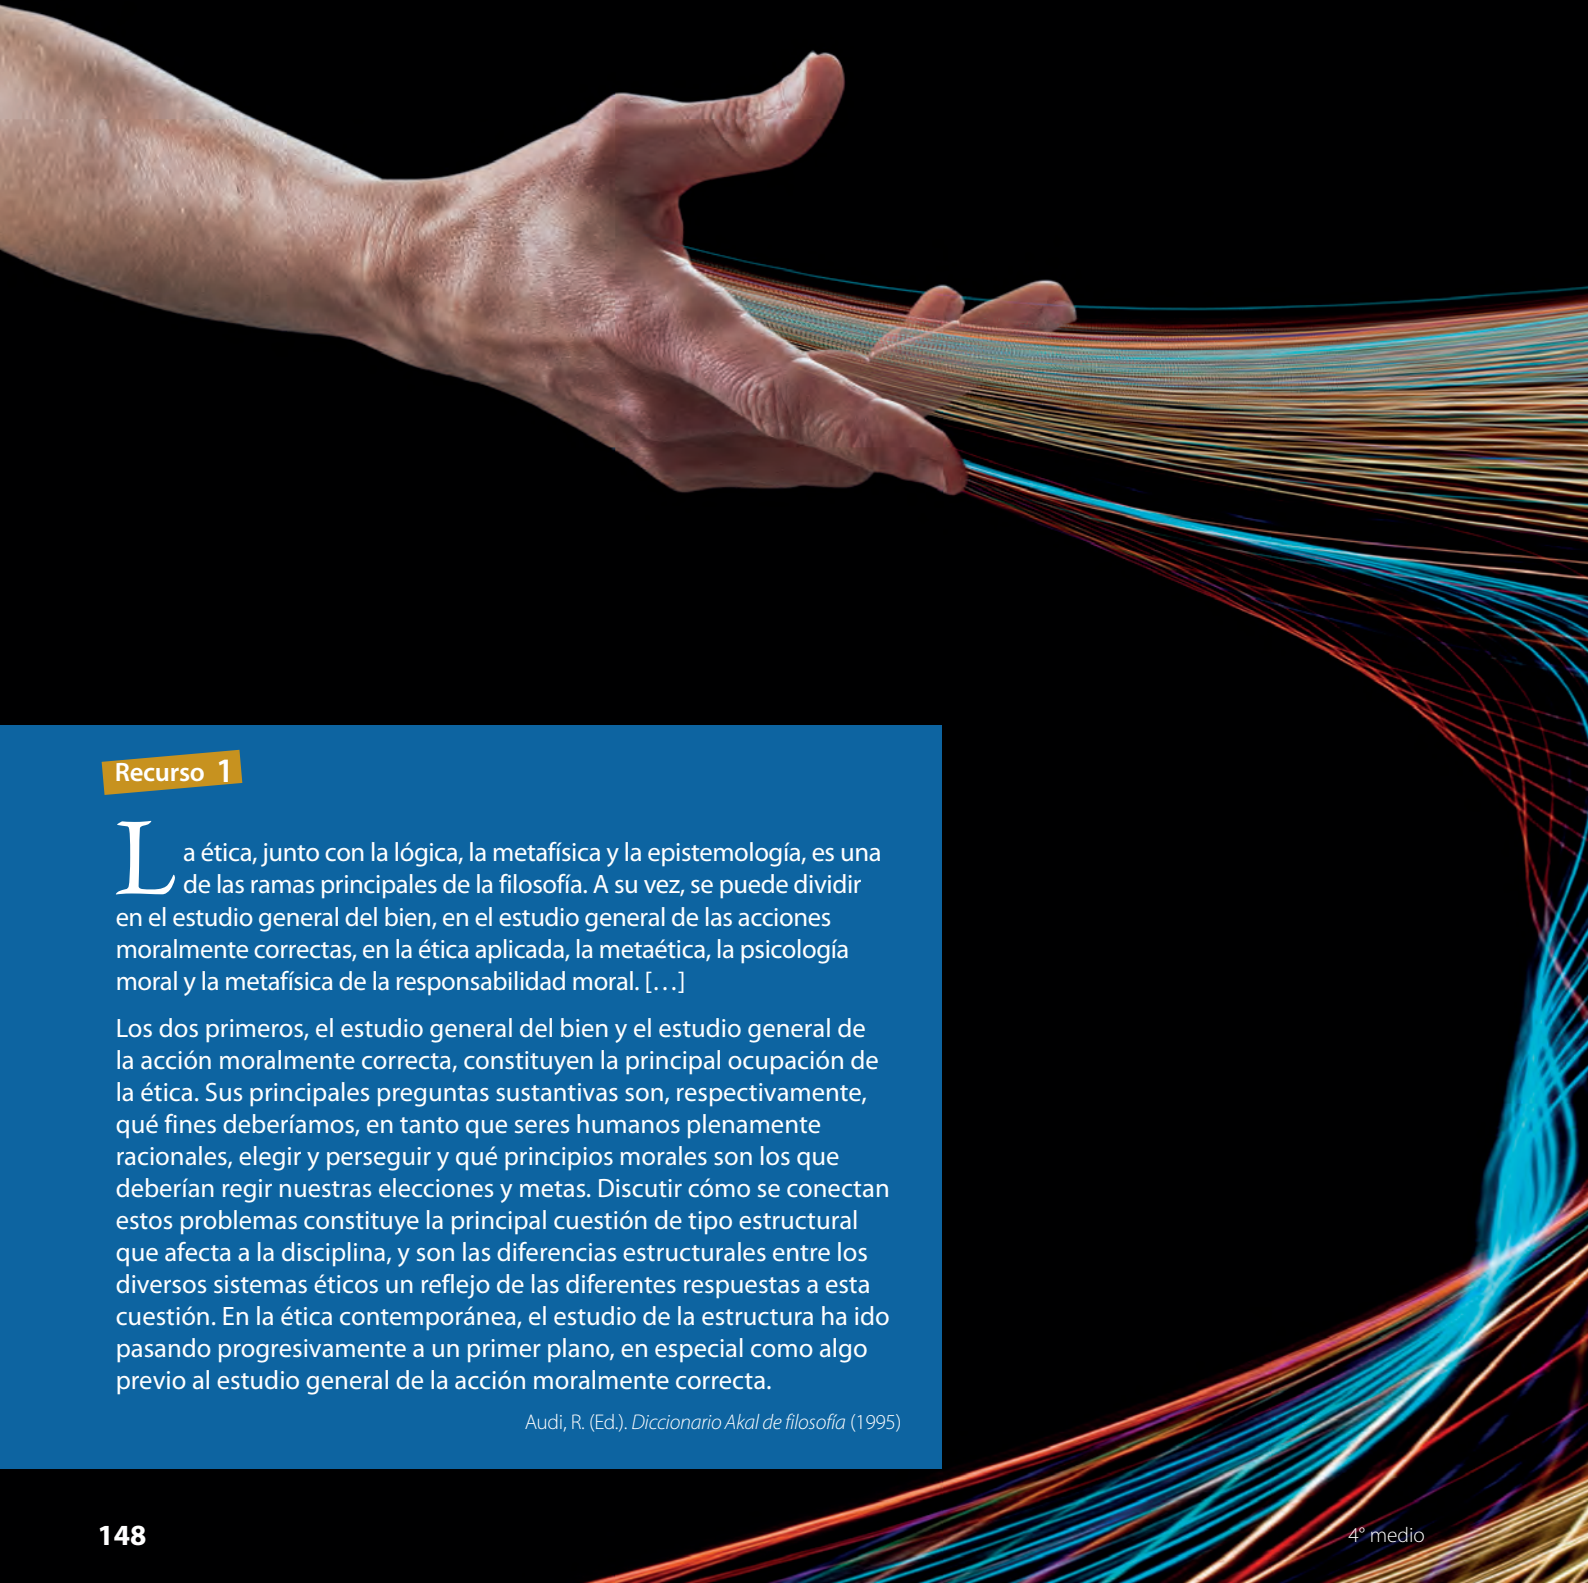 Recurso 1
La ética, junto con la lógica, la metafísica y la epistemología, es una
de las ramas principales de la filosofía. A su vez, se puede dividir
en el estudio general del bien, en el estudio general de las acciones
moralmente correctas, en la ética aplicada, la metaética, la psicología
moral y la metafísica de la responsabilidad moral. […]
Los dos primeros, el estudio general del bien y el estudio general de
la acción moralmente correcta, constituyen la principal ocupación de
la ética. Sus principales preguntas sustantivas son, respectivamente,
qué fines deberíamos, en tanto que seres humanos plenamente
racionales, elegir y perseguir y qué principios morales son los que
deberían regir nuestras elecciones y metas. Discutir cómo se conectan
estos problemas constituye la principal cuestión de tipo estructural
que afecta a la disciplina, y son las diferencias estructurales entre los
diversos sistemas éticos un reflejo de las diferentes respuestas a esta
cuestión. En la ética contemporánea, el estudio de la estructura ha ido
pasando progresivamente a un primer plano, en especial como algo
previo al estudio general de la acción moralmente correcta.
Audi, R. (Ed.). Diccionario Akal de filosofía (1995)
148
4° medio